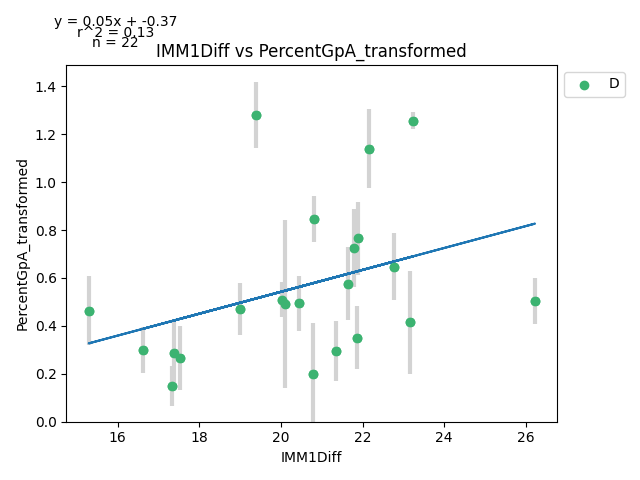 y = 0.05x + -0.37
r^2 = 0.13
n = 22
IMM1Diff vs PercentGpA_transformed
D
PercentGpA_transformed
1.4
1.2
1.0
0.8
0.6
0.4
0.2
0.0
16 18 20 22 24 26
IMM1Diff